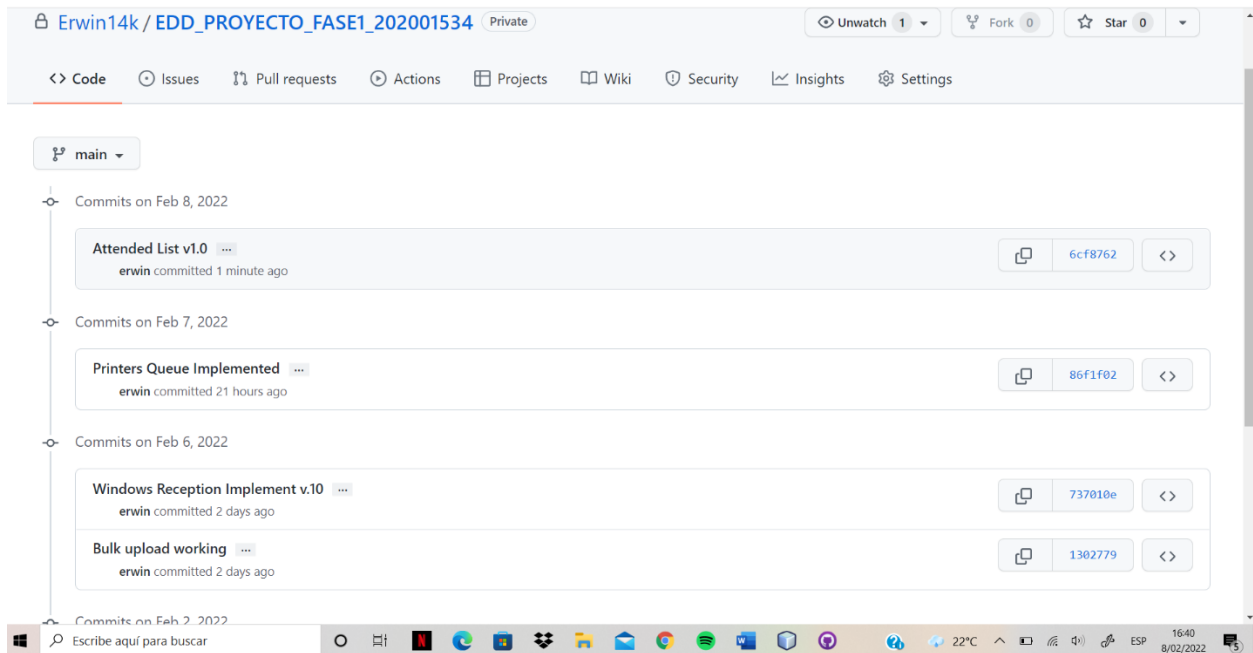 Erwin14k / EDD_PROYECTO_FASE1_202001534 Private
Unwatch 1
Fork 0
Star 0
<> Code
Issues
Pull requests
Actions
Projects
Wiki
Security
Insights
Settings
main
Commits on Feb 8, 2022
Attended List v1.0 ...
erwin committed 1 minute ago
6cf8762
Commits on Feb 7, 2022
Printers Queue Implemented ...
erwin committed 21 hours ago
86f1f02
Commits on Feb 6, 2022
Windows Reception Implement v.10 ...
erwin committed 2 days ago
737010e
Bulk upload working ...
erwin committed 2 days ago
1302779
Commits on Feb 2, 2022
Escribe aquí para buscar
22°C
ESP
16:40
8/02/2022
5